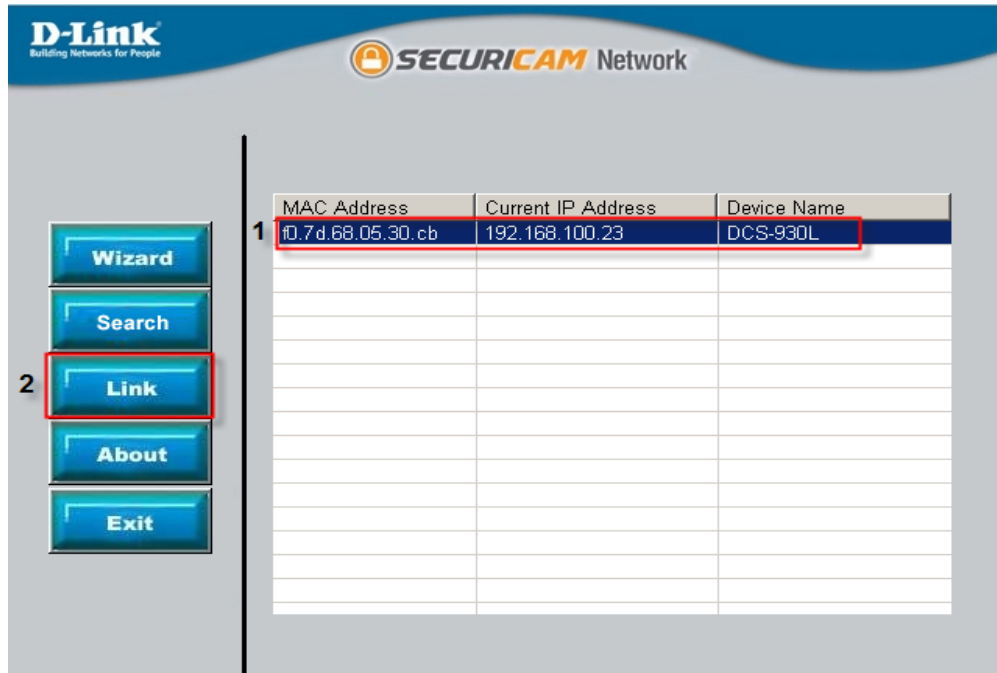 D-Link
Building Networks for People
SECURICAM Network
MAC Address Current IP Address Device Name
1 f0.7d.68.05.30.cb 192.168.100.23 DCS-930L
Wizard
Search
2 Link
About
Exit